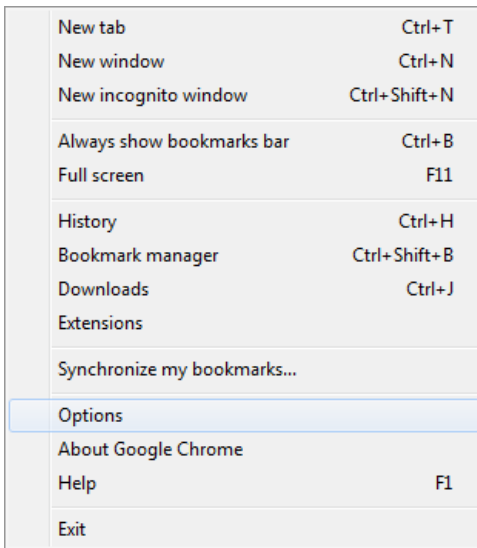 New tab Ctrl+T
New window Ctrl+N
New incognito window Ctrl+Shift+N
Always show bookmarks bar Ctrl+B
Full screen F11
History Ctrl+H
Bookmark manager Ctrl+Shift+B
Downloads Ctrl+J
Extensions
Synchronize my bookmarks...
Options
About Google Chrome
Help F1
Exit